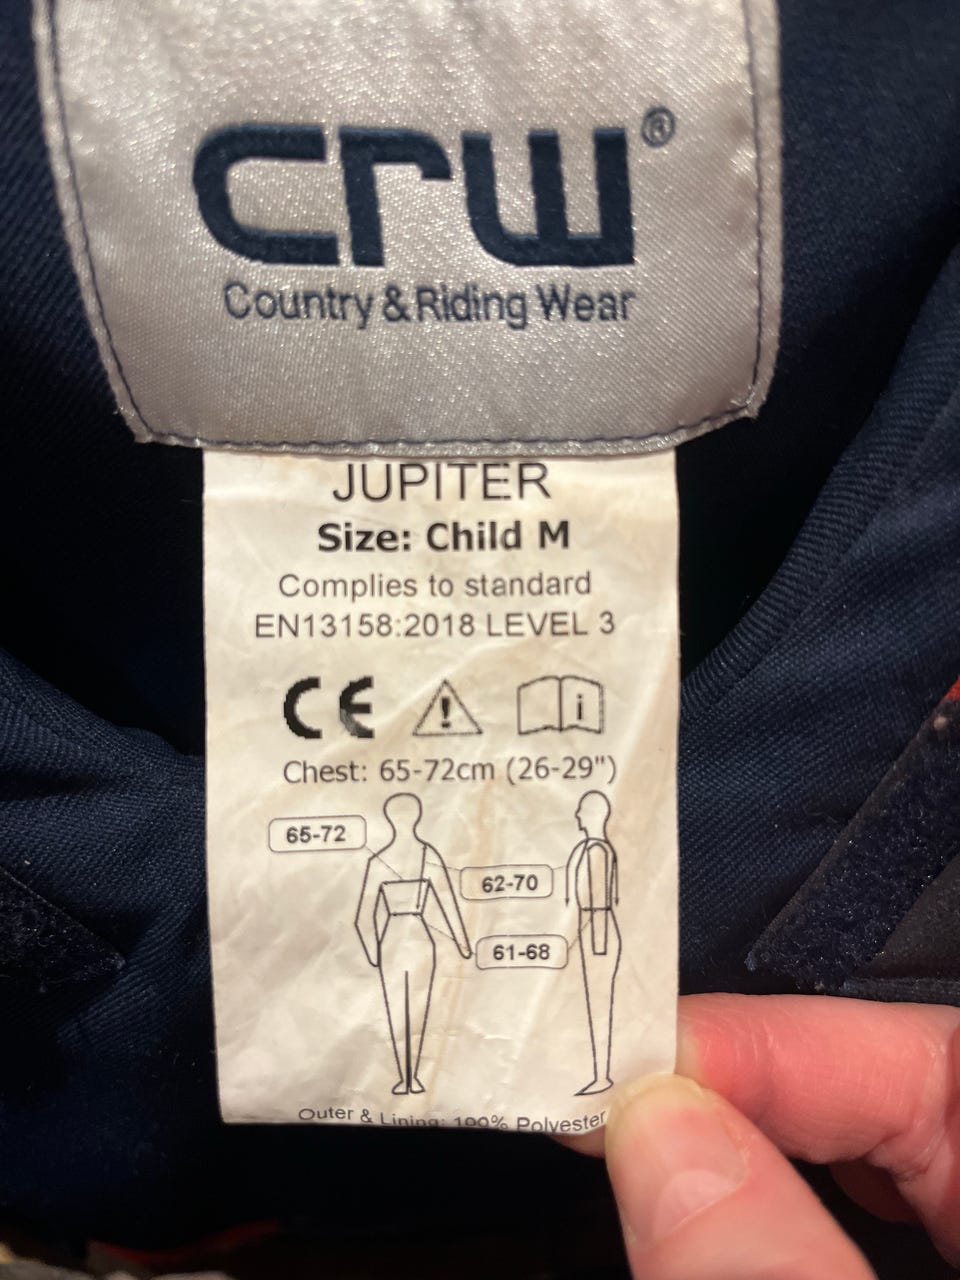 crw®
Country & Riding Wear
JUPITER
Size: Child M
Complies to standard
EN13158:2018 LEVEL 3
CE
Chest: 65-72cm (26-29")
65-72
62-70
61-68
Outer & Lining: 100% Polyester